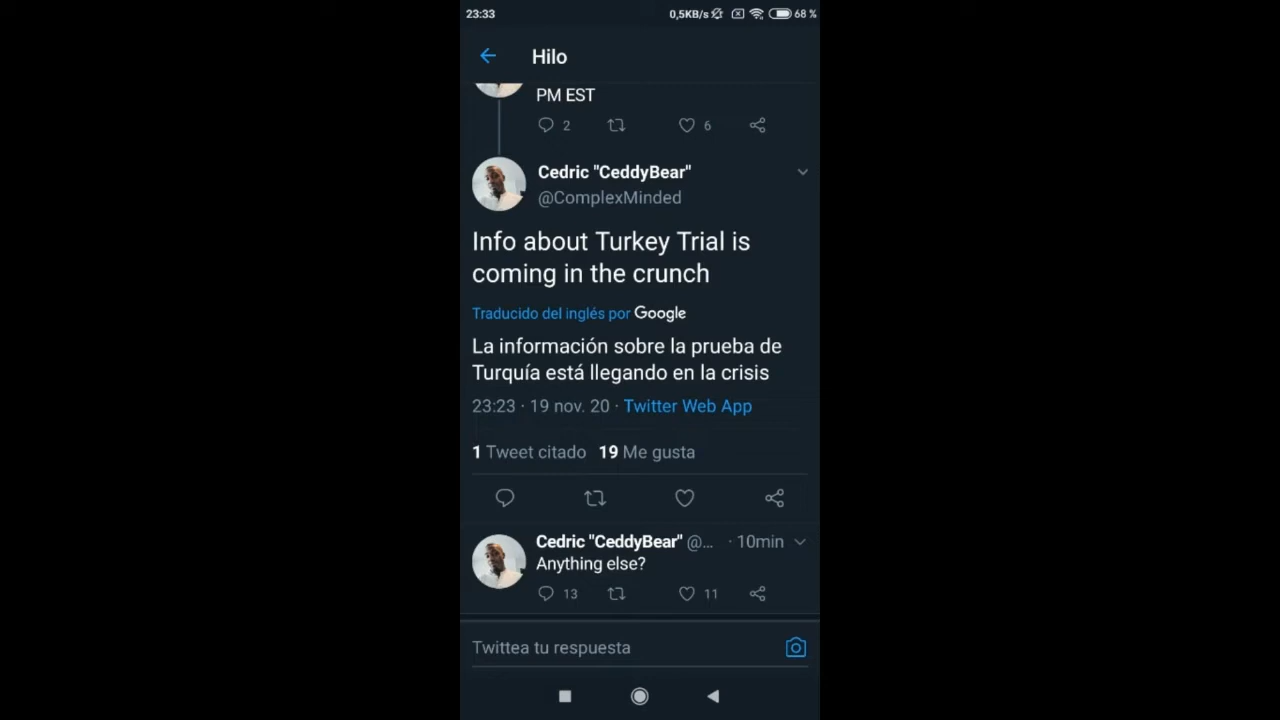 23:33
0,5KB/s
68 %
Hilo
PM EST
2
6
Cedric "CeddyBear"
@ComplexMinded
Info about Turkey Trial is
coming in the crunch
Traducido del inglés por Google
La información sobre la prueba de
Turquía está llegando en la crisis
23:23 · 19 nov. 20 · Twitter Web App
1 Tweet citado 19 Me gusta
Cedric "CeddyBear" @... · 10min
Anything else?
13
11
Twittea tu respuesta